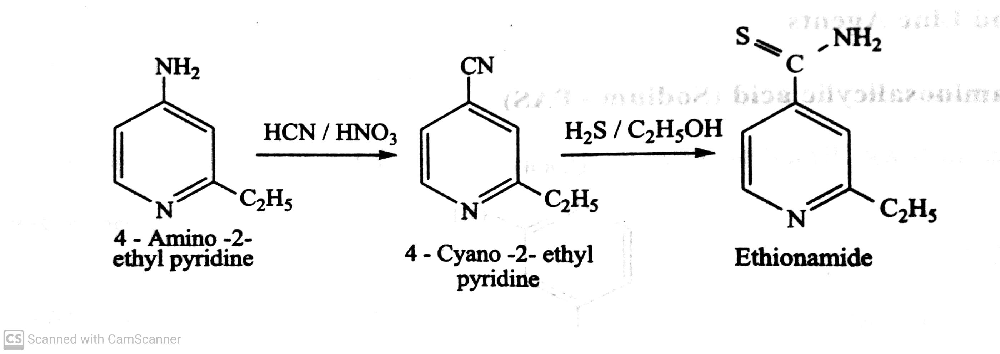 S
NH₂
C
NH₂
CN
HCN / HNO₃
H₂S / C₂H₅OH
N
C₂H₅
N
C₂H₅
N
C₂H₅
4 - Amino -2-
ethyl pyridine
4 - Cyano -2- ethyl
pyridine
Ethionamide
CS Scanned with CamScanner